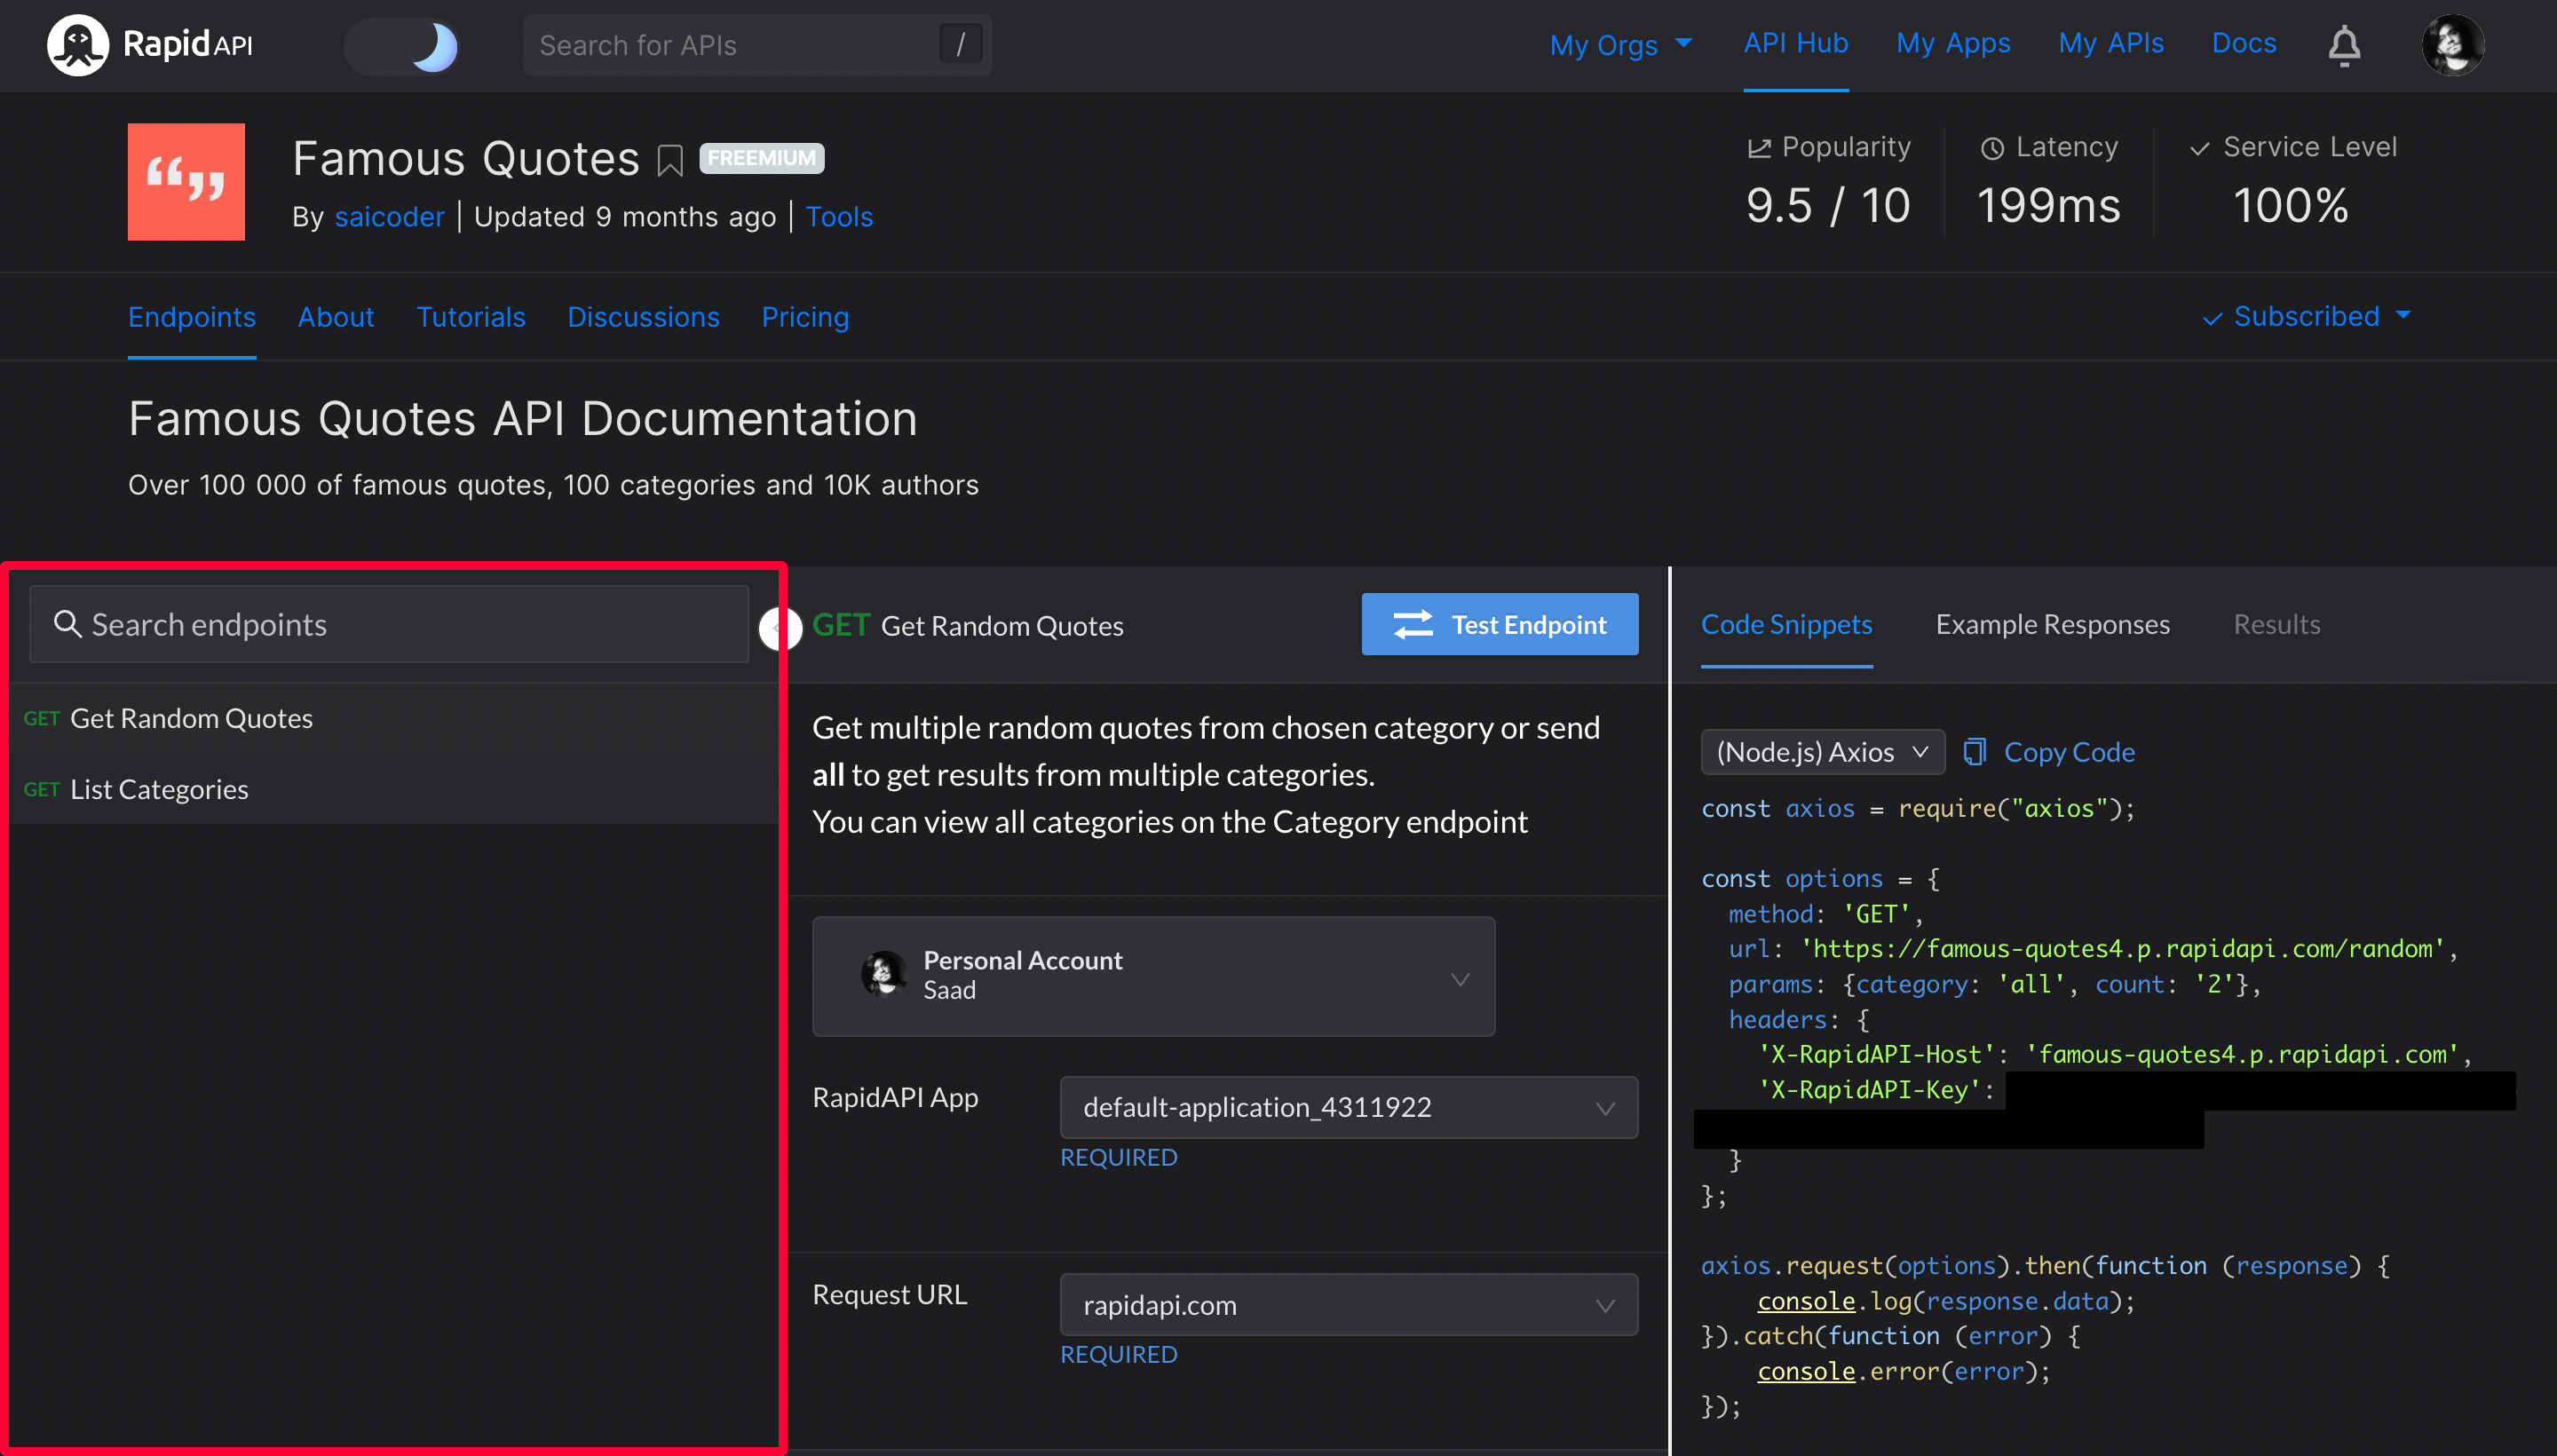 RapidAPI
Search for APIs /
My Orgs API Hub My Apps My APIs Docs
Famous Quotes FREEMIUM
By saicoder | Updated 9 months ago | Tools
Popularity
9.5 / 10
Latency
199ms
Service Level
100%
Endpoints About Tutorials Discussions Pricing
Subscribed
Famous Quotes API Documentation
Over 100 000 of famous quotes, 100 categories and 10K authors
Search endpoints
GET Get Random Quotes
GET List Categories
GET Get Random Quotes
Test Endpoint
Get multiple random quotes from chosen category or send
all to get results from multiple categories.
You can view all categories on the Category endpoint
Personal Account
Saad
RapidAPI App
default-application_4311922
REQUIRED
Request URL
rapidapi.com
REQUIRED
Code Snippets Example Responses Results
(Node.js) Axios Copy Code
const axios = require("axios");
const options = {
method: 'GET',
url: 'https://famous-quotes4.p.rapidapi.com/random',
params: {category: 'all', count: '2'},
headers: {
'X-RapidAPI-Host': 'famous-quotes4.p.rapidapi.com',
'X-RapidAPI-Key':
}
};
axios.request(options).then(function (response) {
console.log(response.data);
}).catch(function (error) {
console.error(error);
});